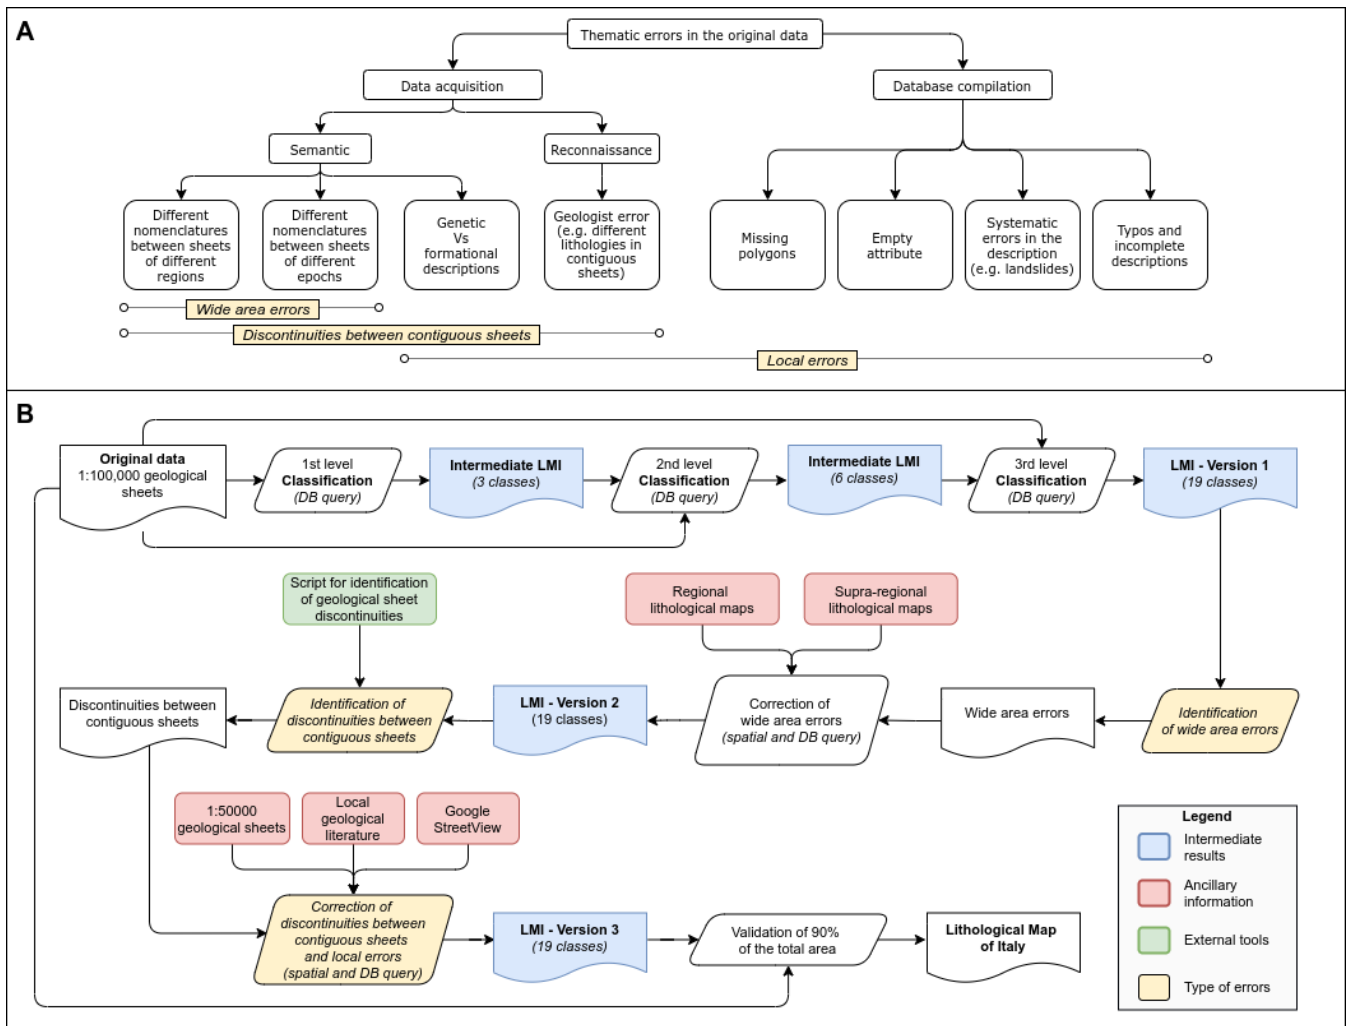 A
Thematic errors in the original data
Data acquisition
Database compilation
Semantic
Reconnaissance
Different
nomenclatures
between sheets
of different
regions
Different
nomenclatures
between sheets
of different
epochs
Genetic
Vs
formational
descriptions
Geologist error
(e.g. different
lithologies in
contiguous
sheets)
Missing
polygons
Empty
attribute
Systematic
errors in the
description
(e.g. landslides)
Typos and
incomplete
descriptions
Wide area errors
Discontinuities between contiguous sheets
Local errors
B
Original data
1:100,000 geological
sheets
1st level
Classification
(DB query)
Intermediate LMI
(3 classes)
2nd level
Classification
(DB query)
Intermediate LMI
(6 classes)
3rd level
Classification
(DB query)
LMI - Version 1
(19 classes)
Script for identification
of geological sheet
discontinuities
Regional
lithological maps
Supra-regional
lithological maps
Discontinuities between
contiguous sheets
Identification of
discontinuities between
contiguous sheets
LMI - Version 2
(19 classes)
Correction of
wide area errors
(spatial and DB query)
Wide area errors
Identification
of wide area errors
1:50000
geological sheets
Local
geological
literature
Google
StreetView
Correction of
discontinuities between
contiguous sheets
and local errors
(spatial and DB query)
LMI - Version 3
(19 classes)
Validation of 90%
of the total area
Lithological Map
of Italy
Legend
Intermediate
results
Ancillary
information
External tools
Type of errors